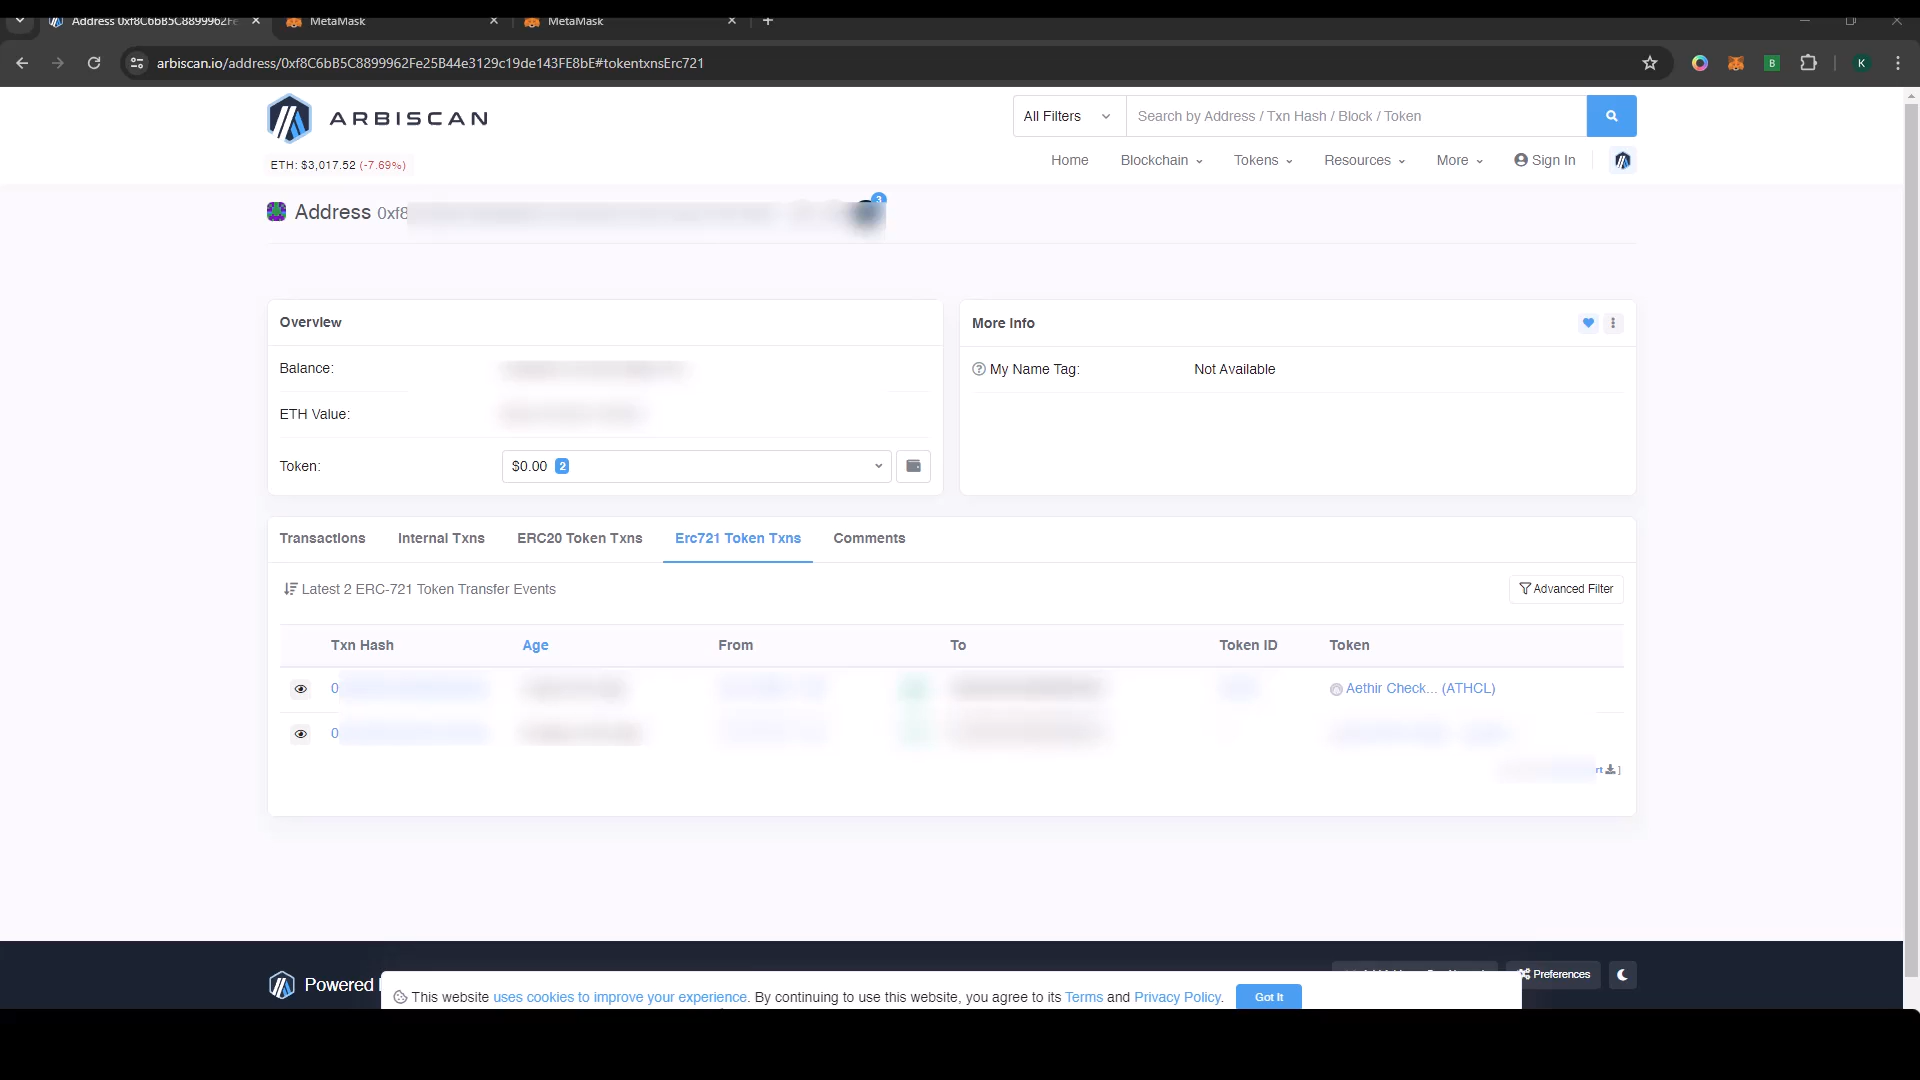 Address 0xf8C6bB5C8899962Fe
MetaMask
MetaMask
arbiscan.io/address/0xf8C6bB5C8899962Fe25B44e3129c19de143FE8bE#tokentxnsErc721
B
K
ARBISCAN
All Filters
Search by Address / Txn Hash / Block / Token
ETH: $3,017.52 (-7.69%)
Home Blockchain Tokens Resources More Sign In
Address 0xf8
3
Overview
Balance:
ETH Value:
Token:
$0.00 2
More Info
My Name Tag:
Not Available
Transactions Internal Txns ERC20 Token Txns Erc721 Token Txns Comments
Latest 2 ERC-721 Token Transfer Events
Advanced Filter
Txn Hash Age From To Token ID Token
0
Aethir Check... (ATHCL)
0
rt ]
Powered
Preferences
This website uses cookies to improve your experience. By continuing to use this website, you agree to its Terms and Privacy Policy.
Got It